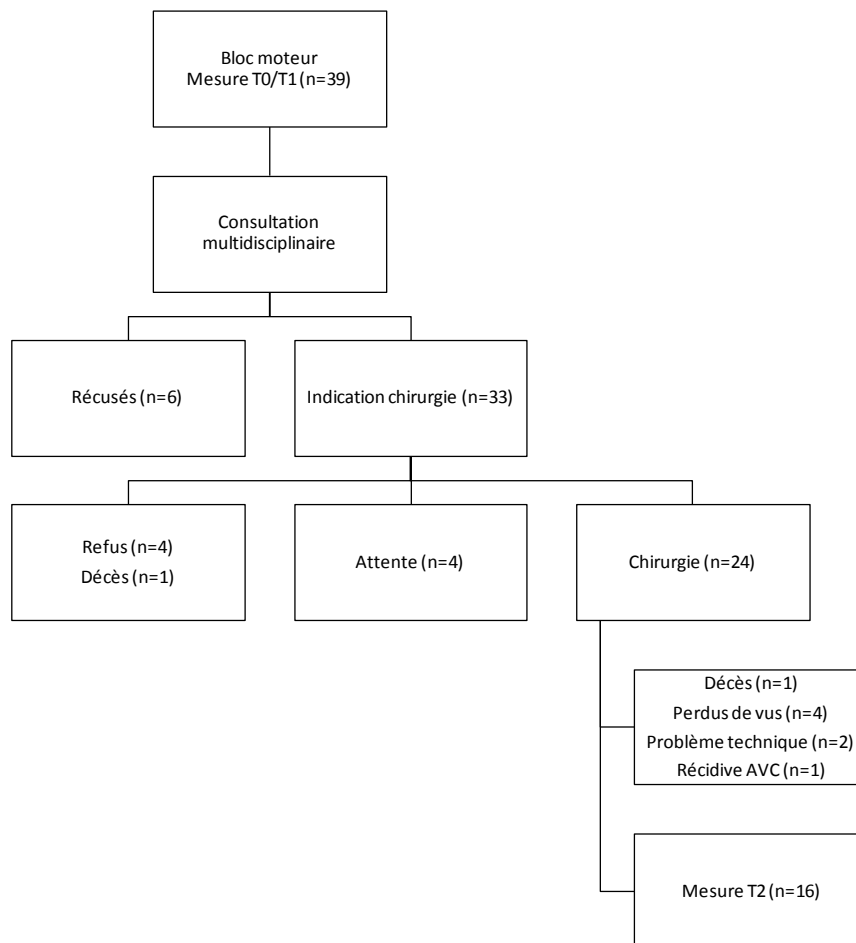 Bloc moteur
Mesure T0/T1 (n=39)
Consultation
multidisciplinaire
Récusés (n=6)
Indication chirurgie (n=33)
Refus (n=4)
Décès (n=1)
Attente (n=4)
Chirurgie (n=24)
Décès (n=1)
Perdus de vus (n=4)
Problème technique (n=2)
Récidive AVC (n=1)
Mesure T2 (n=16)